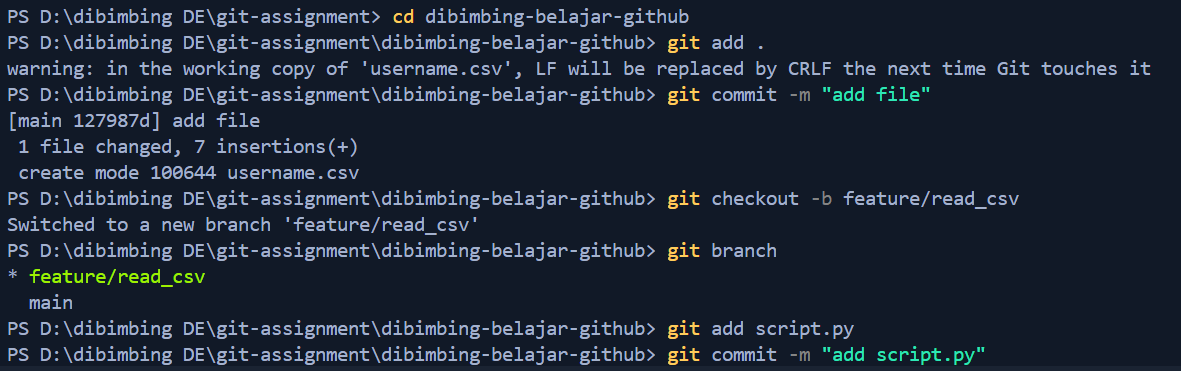 PS D:\dibimbing DE\git-assignment> cd dibimbing-belajar-github
PS D:\dibimbing DE\git-assignment\dibimbing-belajar-github> git add .
warning: in the working copy of 'username.csv', LF will be replaced by CRLF the next time Git touches it
PS D:\dibimbing DE\git-assignment\dibimbing-belajar-github> git commit -m "add file"
[main 127987d] add file
 1 file changed, 7 insertions(+)
 create mode 100644 username.csv
PS D:\dibimbing DE\git-assignment\dibimbing-belajar-github> git checkout -b feature/read_csv
Switched to a new branch 'feature/read_csv'
PS D:\dibimbing DE\git-assignment\dibimbing-belajar-github> git branch
* feature/read_csv
  main
PS D:\dibimbing DE\git-assignment\dibimbing-belajar-github> git add script.py
PS D:\dibimbing DE\git-assignment\dibimbing-belajar-github> git commit -m "add script.py"